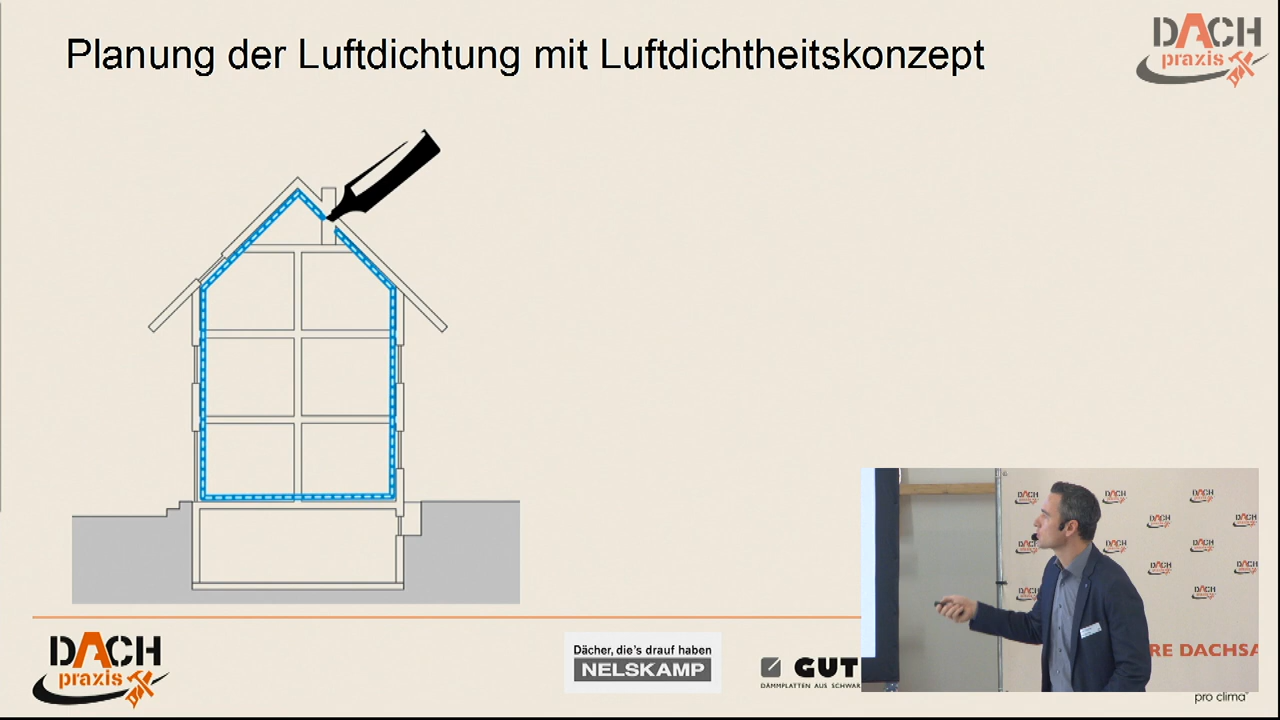 Planung der Luftdichtung mit Luftdichtheitskonzept
DACH
praxis
DACH
praxis
Dächer, die's drauf haben
NELSKAMP
GUT
DÄMMPLATTEN AUS SCHWAR
RE DACHSA
pro clima